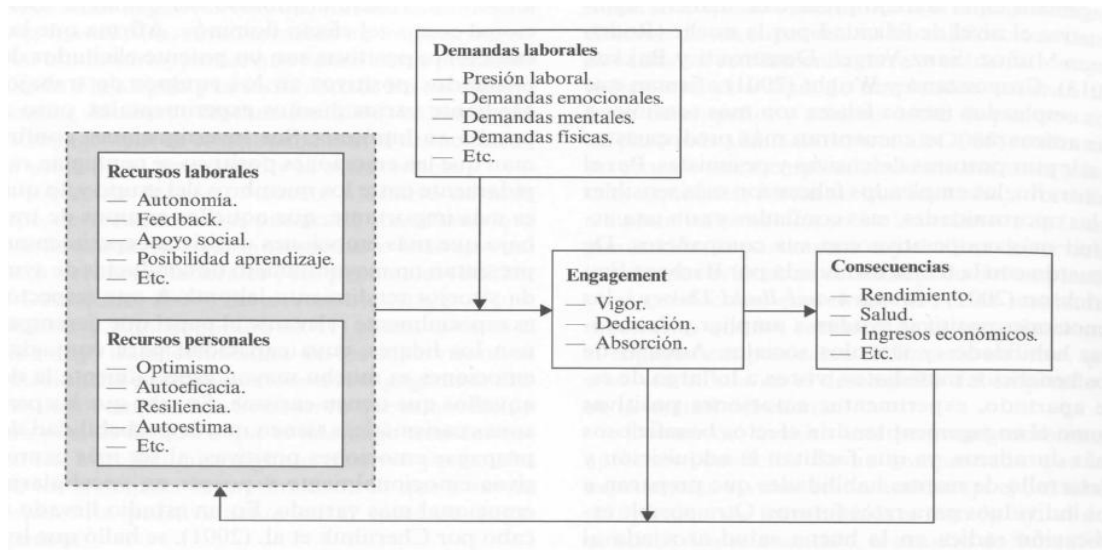 Demandas laborales
— Presión laboral.
— Demandas emocionales.
— Demandas mentales.
— Demandas físicas.
— Etc.
Recursos laborales
— Autonomía.
— Feedback.
— Apoyo social.
— Posibilidad aprendizaje.
— Etc.
Recursos personales
— Optimismo.
— Autoeficacia.
— Resiliencia.
— Autoestima.
— Etc.
Engagement
— Vigor.
— Dedicación.
— Absorción.
Consecuencias
— Rendimiento.
— Salud.
— Ingresos económicos.
— Etc.